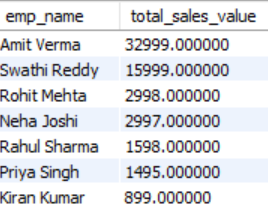 emp_name total_sales_value
Amit Verma 32999.000000
Swathi Reddy 15999.000000
Rohit Mehta 2998.000000
Neha Joshi 2997.000000
Rahul Sharma 1598.000000
Priya Singh 1495.000000
Kiran Kumar 899.000000